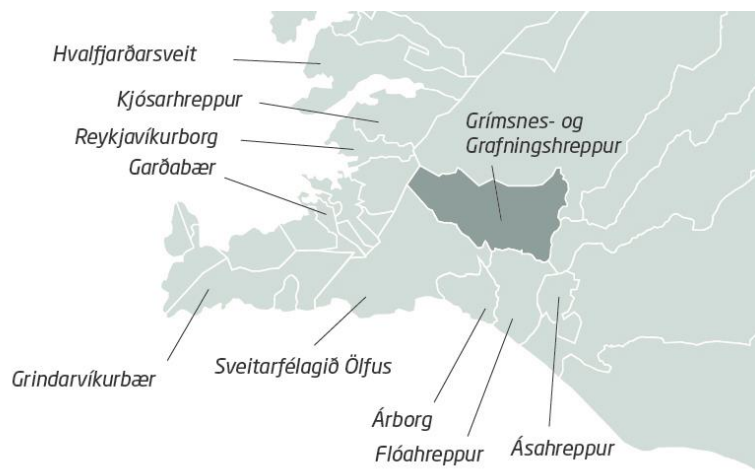 Hvalfjarðarsveit
Kjósarhreppur
Reykjavíkurborg
Garðabær
Grímsnes- og
Grafningshreppur
Grindarvíkurbær
Sveitarfélagið Ölfus
Árborg
Flóahreppur
Ásahreppur